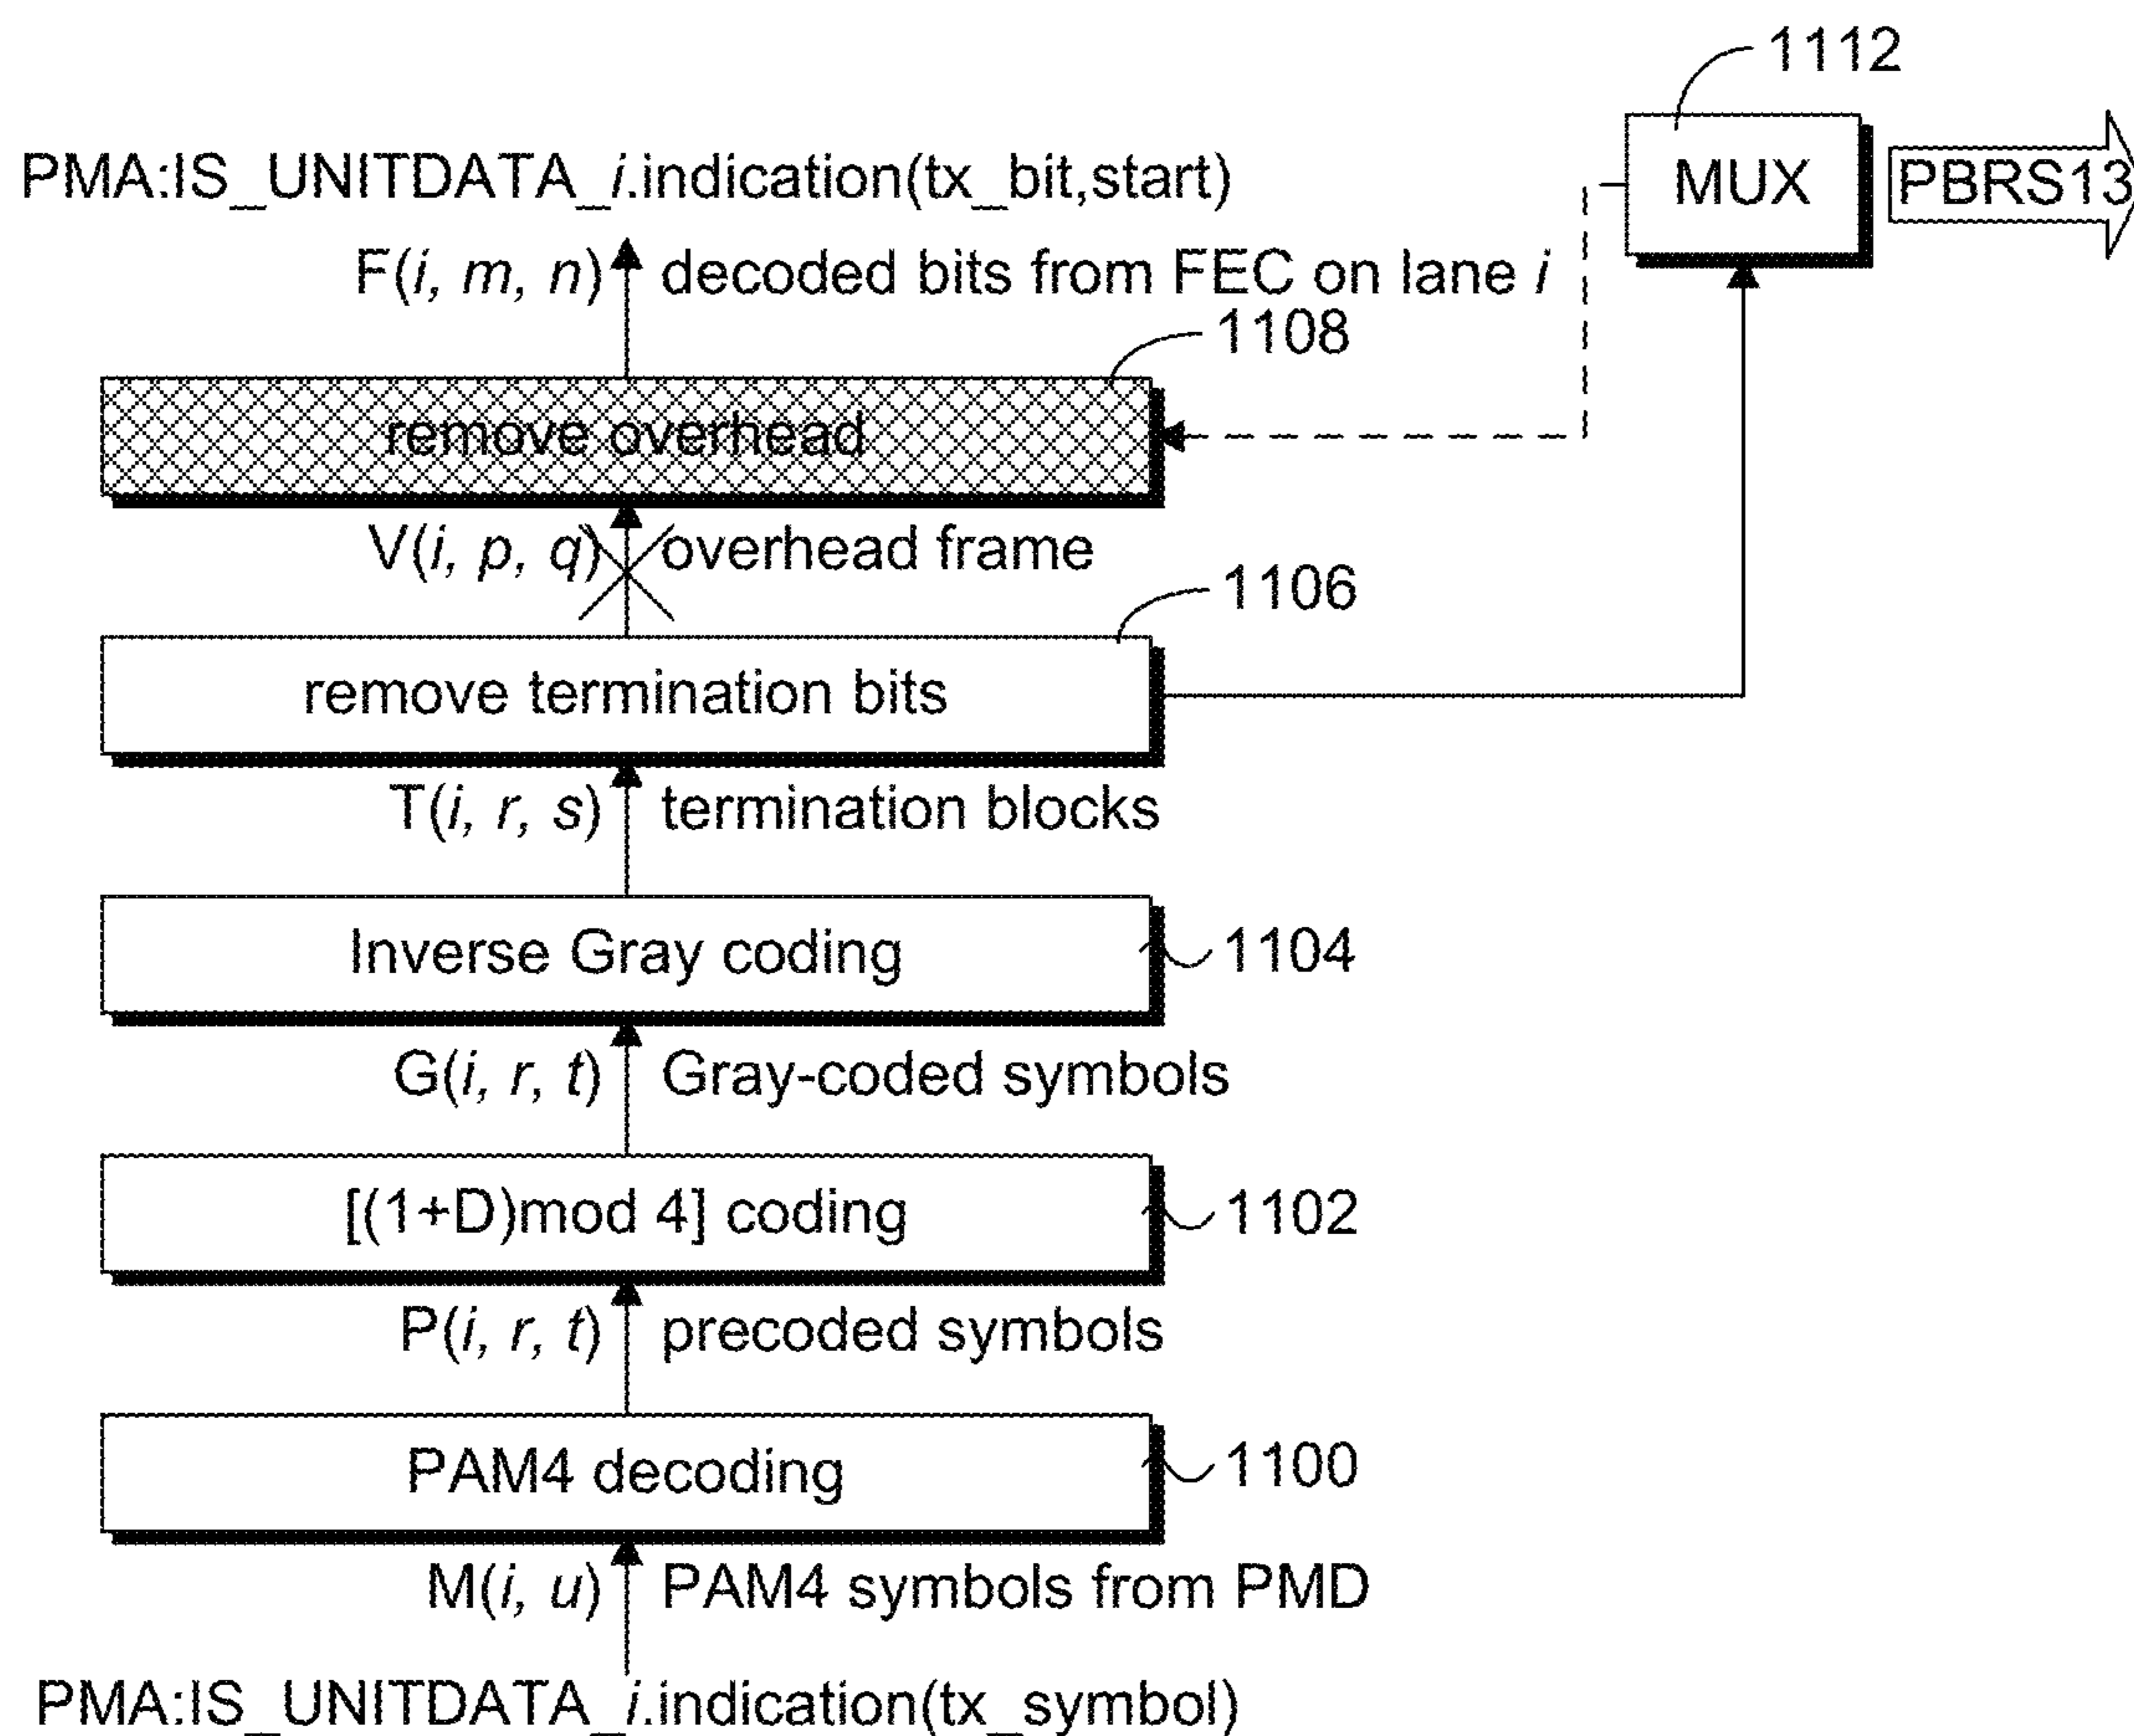 1112
MUX
PBRS13
PMA:IS_UNITDATA_i.indication(tx_bit,start)
F(i, m, n) decoded bits from FEC on lane i
1108
remove overhead
V(i, p, q) overhead frame
1106
remove termination bits
T(i, r, s) termination blocks
Inverse Gray coding
1104
G(i, r, t) Gray-coded symbols
[(1+D)mod 4] coding
1102
P(i, r, t) precoded symbols
PAM4 decoding
1100
M(i, u) PAM4 symbols from PMD
PMA:IS_UNITDATA_i.indication(tx_symbol)